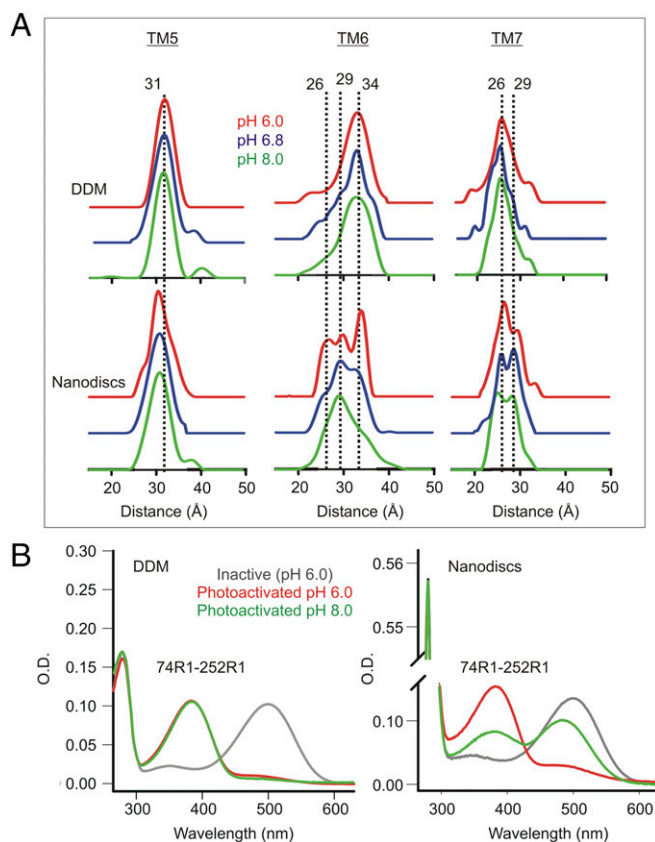 A
TM5 TM6 TM7
31 26 29 34 26 29
pH 6.0
pH 6.8
pH 8.0
DDM
Nanodiscs
20 30 40 50 20 30 40 50 20 30 40 50
Distance (Å) Distance (Å) Distance (Å)
B
DDM
Inactive (pH 6.0)
Photoactivated pH 6.0
Photoactivated pH 8.0
Nanodiscs
74R1-252R1
74R1-252R1
O.D.
0.30
0.25
0.20
0.15
0.10
0.05
0.00
O.D.
0.56
0.55
0.10
0.00
300 400 500 600
300 400 500 600
Wavelength (nm) Wavelength (nm)